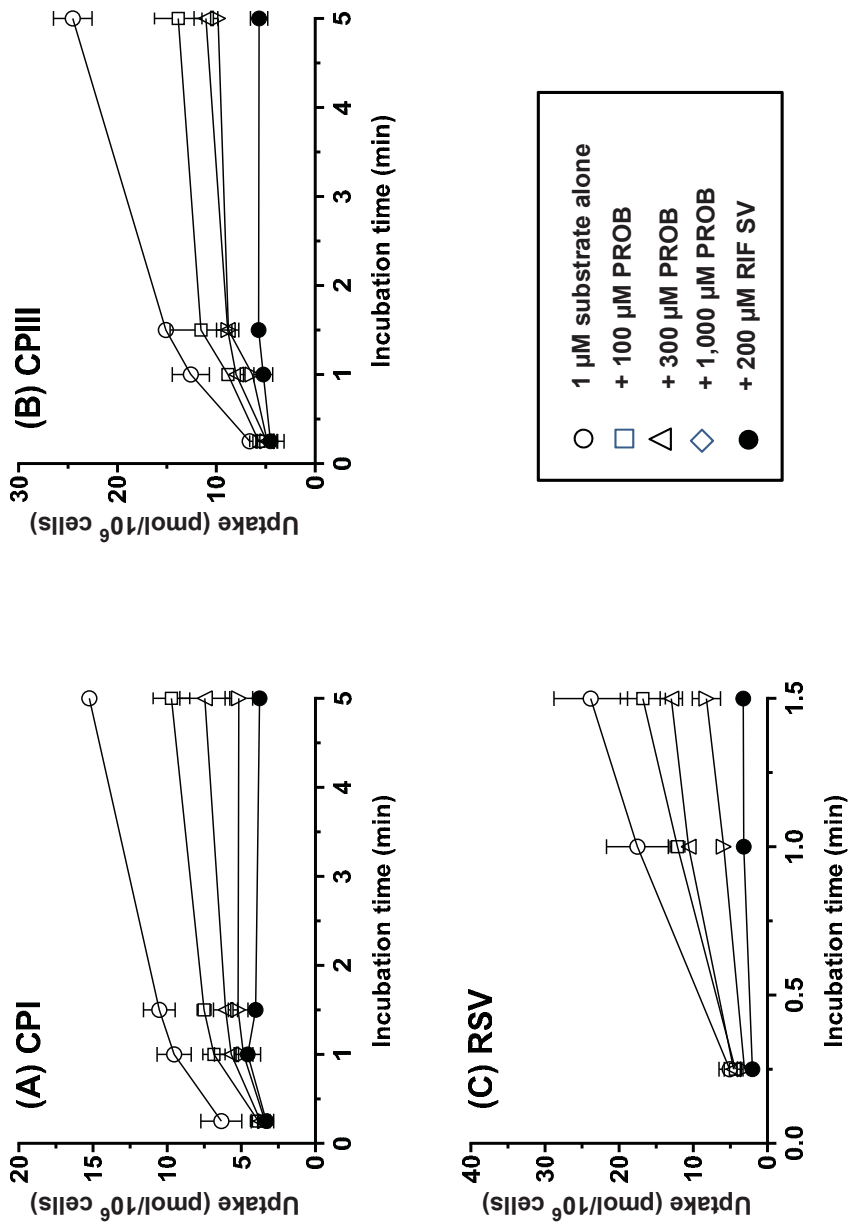 (A) CPI
Uptake (pmol/10⁶ cells)
20
15
10
5
0
0
1
2
3
4
5
Incubation time (min)
(B) CPIII
Uptake (pmol/10⁶ cells)
30
20
10
0
0
1
2
3
4
5
Incubation time (min)
(C) RSV
Uptake (pmol/10⁶ cells)
40
30
20
10
0
0.0
0.5
1.0
1.5
Incubation time (min)
1 µM substrate alone
+ 100 µM PROB
+ 300 µM PROB
+ 1,000 µM PROB
+ 200 µM RIF SV